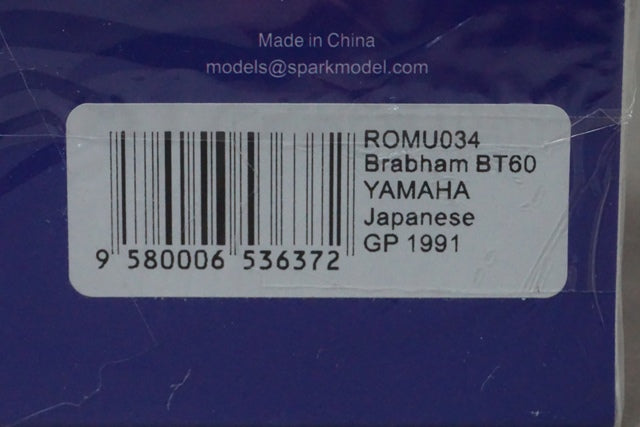 Made in China
models@sparkmodel.com
ROMU034
Brabham BT60
YAMAHA
Japanese
GP 1991
9 580006 536372